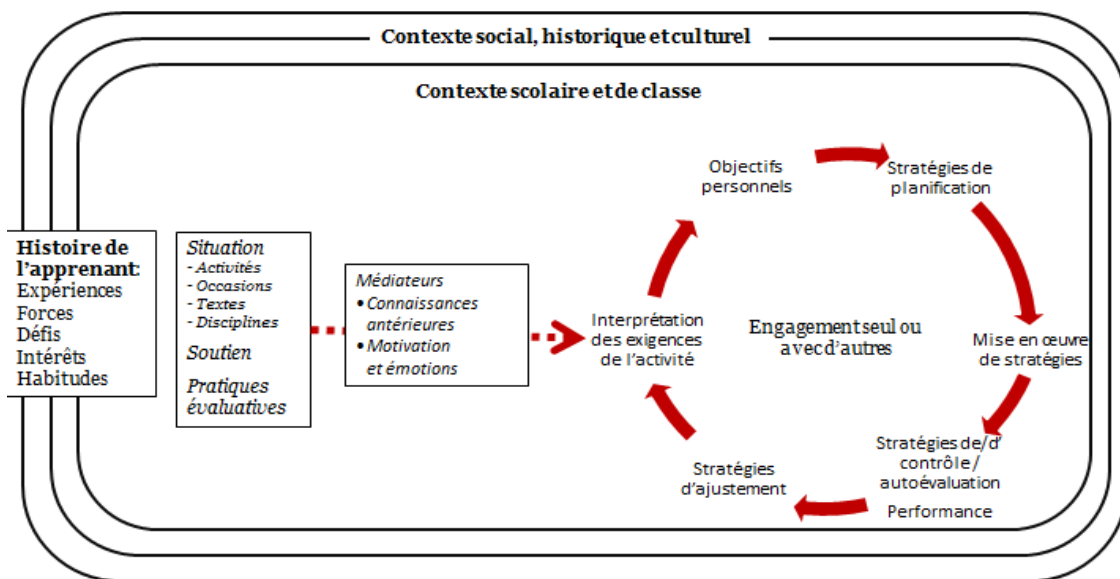 Contexte social, historique et culturel
Contexte scolaire et de classe
Histoire de
l'apprenant:
Expériences
Forces
Défis
Intérêts
Habitudes
Situation
- Activités
- Occasions
- Textes
- Disciplines
Soutien
Pratiques
évaluatives
Médiateurs
• Connaissances
antérieures
• Motivation
et émotions
Interprétation
des exigences
de l'activité
Objectifs
personnels
Stratégies de
planification
Engagement seul ou
avec d'autres
Mise en œuvre
de stratégies
Stratégies de/d'
contrôle /
autoévaluation
Performance
Stratégies
d'ajustement